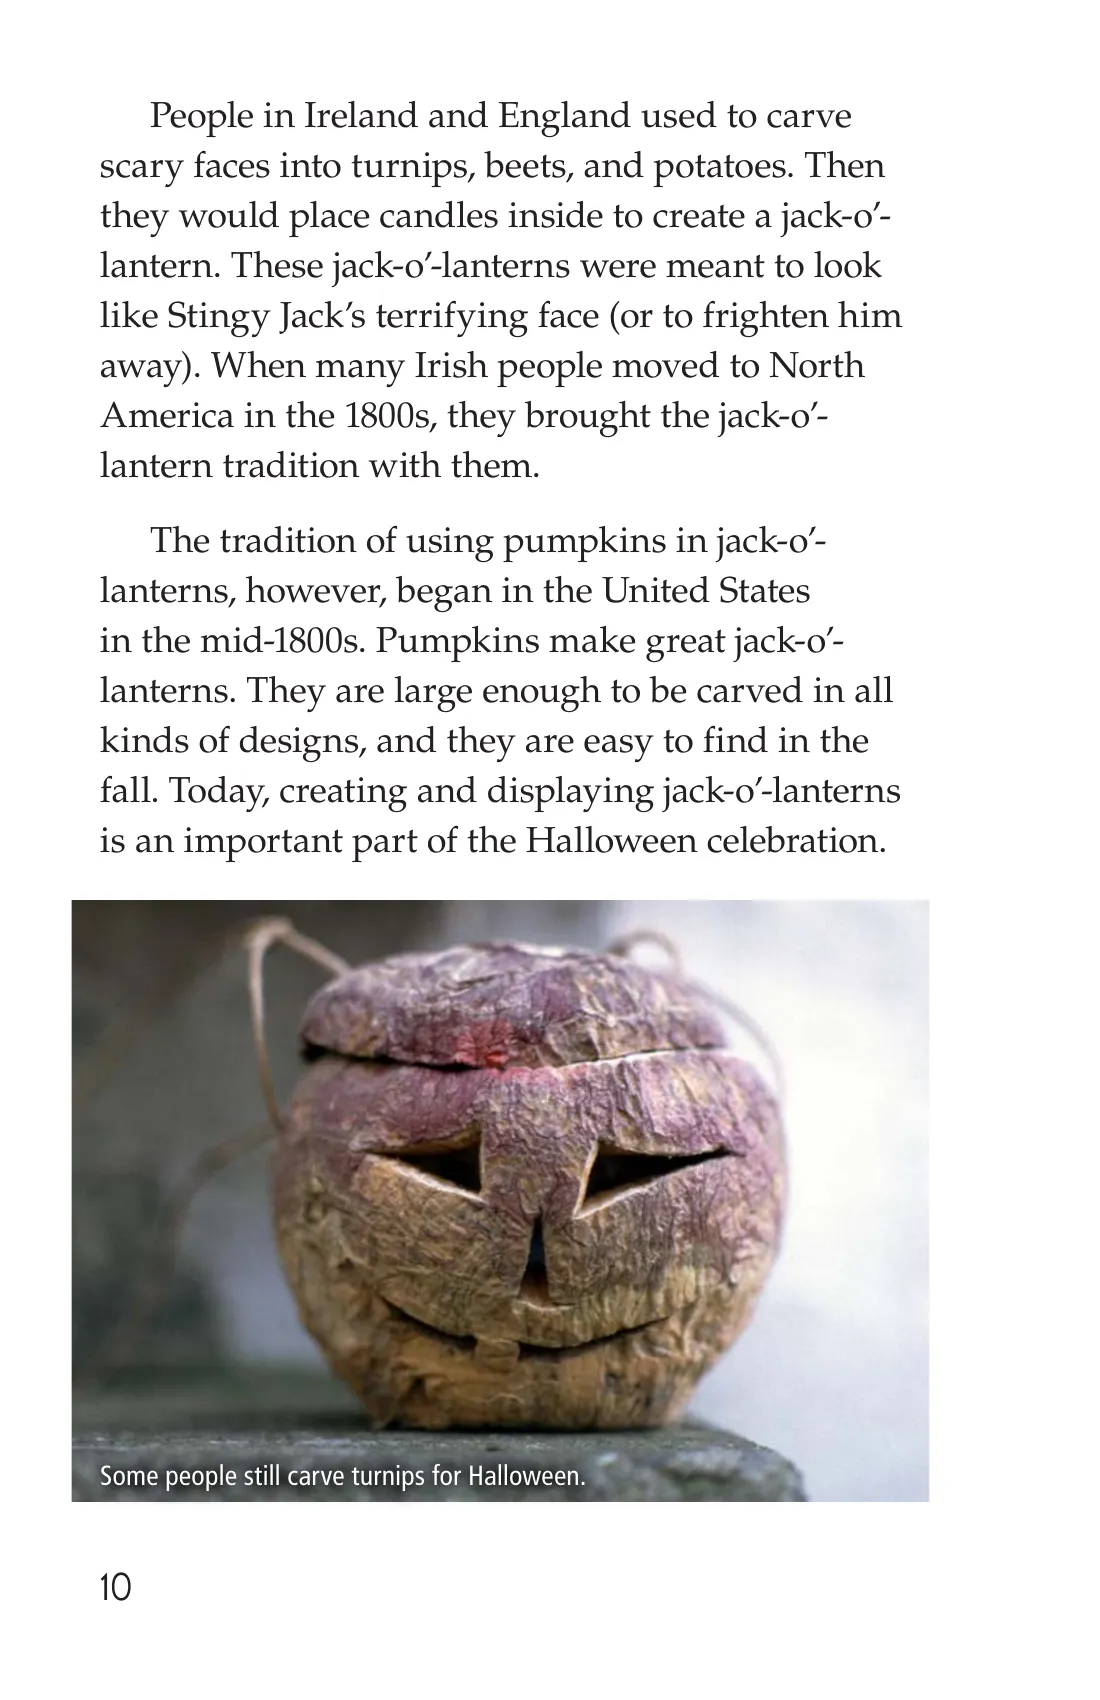 People in Ireland and England used to carve
scary faces into turnips, beets, and potatoes. Then
they would place candles inside to create a jack-o’-
lantern. These jack-o’-lanterns were meant to look
like Stingy Jack’s terrifying face (or to frighten him
away). When many Irish people moved to North
America in the 1800s, they brought the jack-o’-
lantern tradition with them.
The tradition of using pumpkins in jack-o’-
lanterns, however, began in the United States
in the mid-1800s. Pumpkins make great jack-o’-
lanterns. They are large enough to be carved in all
kinds of designs, and they are easy to find in the
fall. Today, creating and displaying jack-o’-lanterns
is an important part of the Halloween celebration.
Some people still carve turnips for Halloween.
10